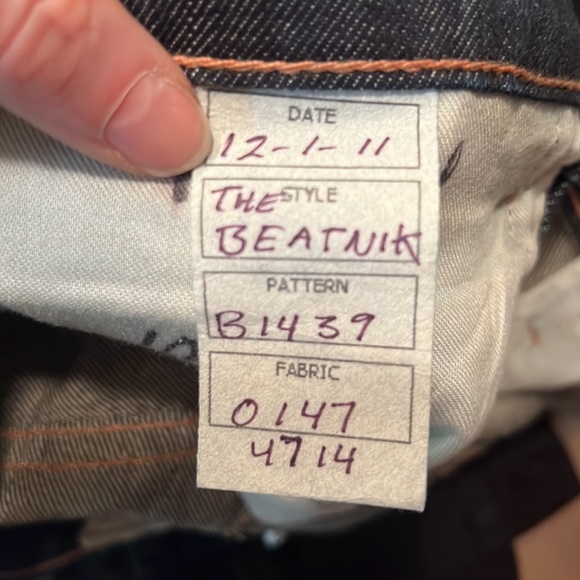 DATE
12-1-11
STYLE
THE
BEATNIK
PATTERN
B1439
FABRIC
0147
4714